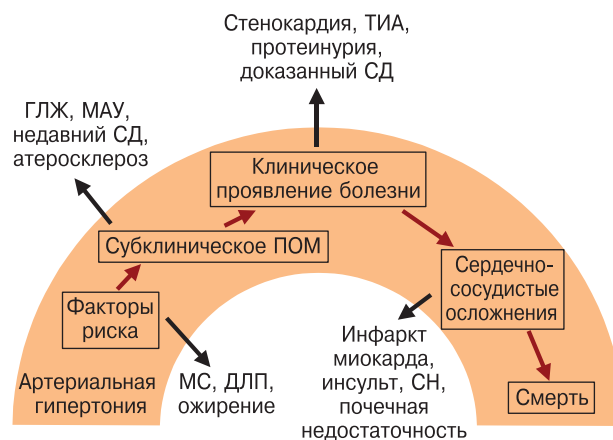 Стенокардия, ТИА,
протеинурия,
доказанный СД
ГЛЖ, МАУ,
недавний СД,
атеросклероз
Клиническое
проявление болезни
Субклиническое ПОМ
Сердечно-
сосудистые
осложнения
Факторы
риска
Инфаркт
миокарда,
инсульт, СН,
почечная
недостаточность
Артериальная
гипертония
МС, ДЛП,
ожирение
Смерть